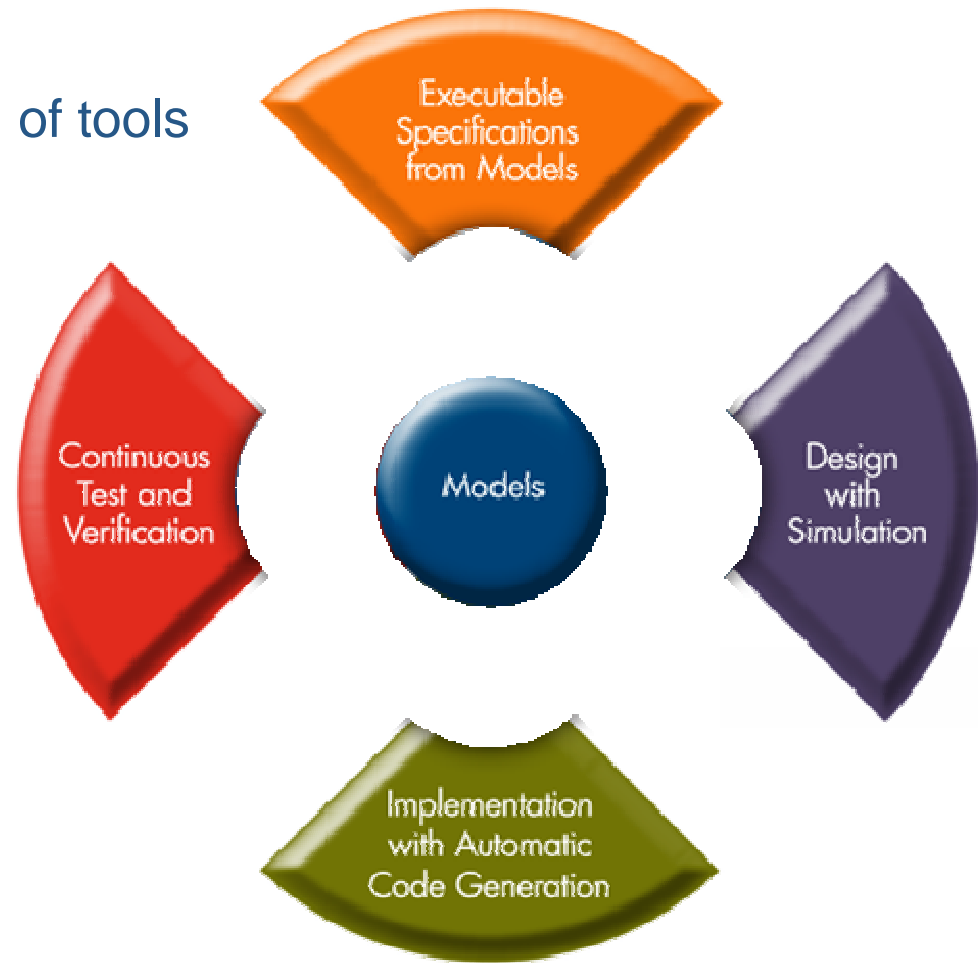 of tools
Executable
Specifications
from Models
Continuous
Test and
Verification
Models
Design
with
Simulation
Implementation
with Automatic
Code Generation